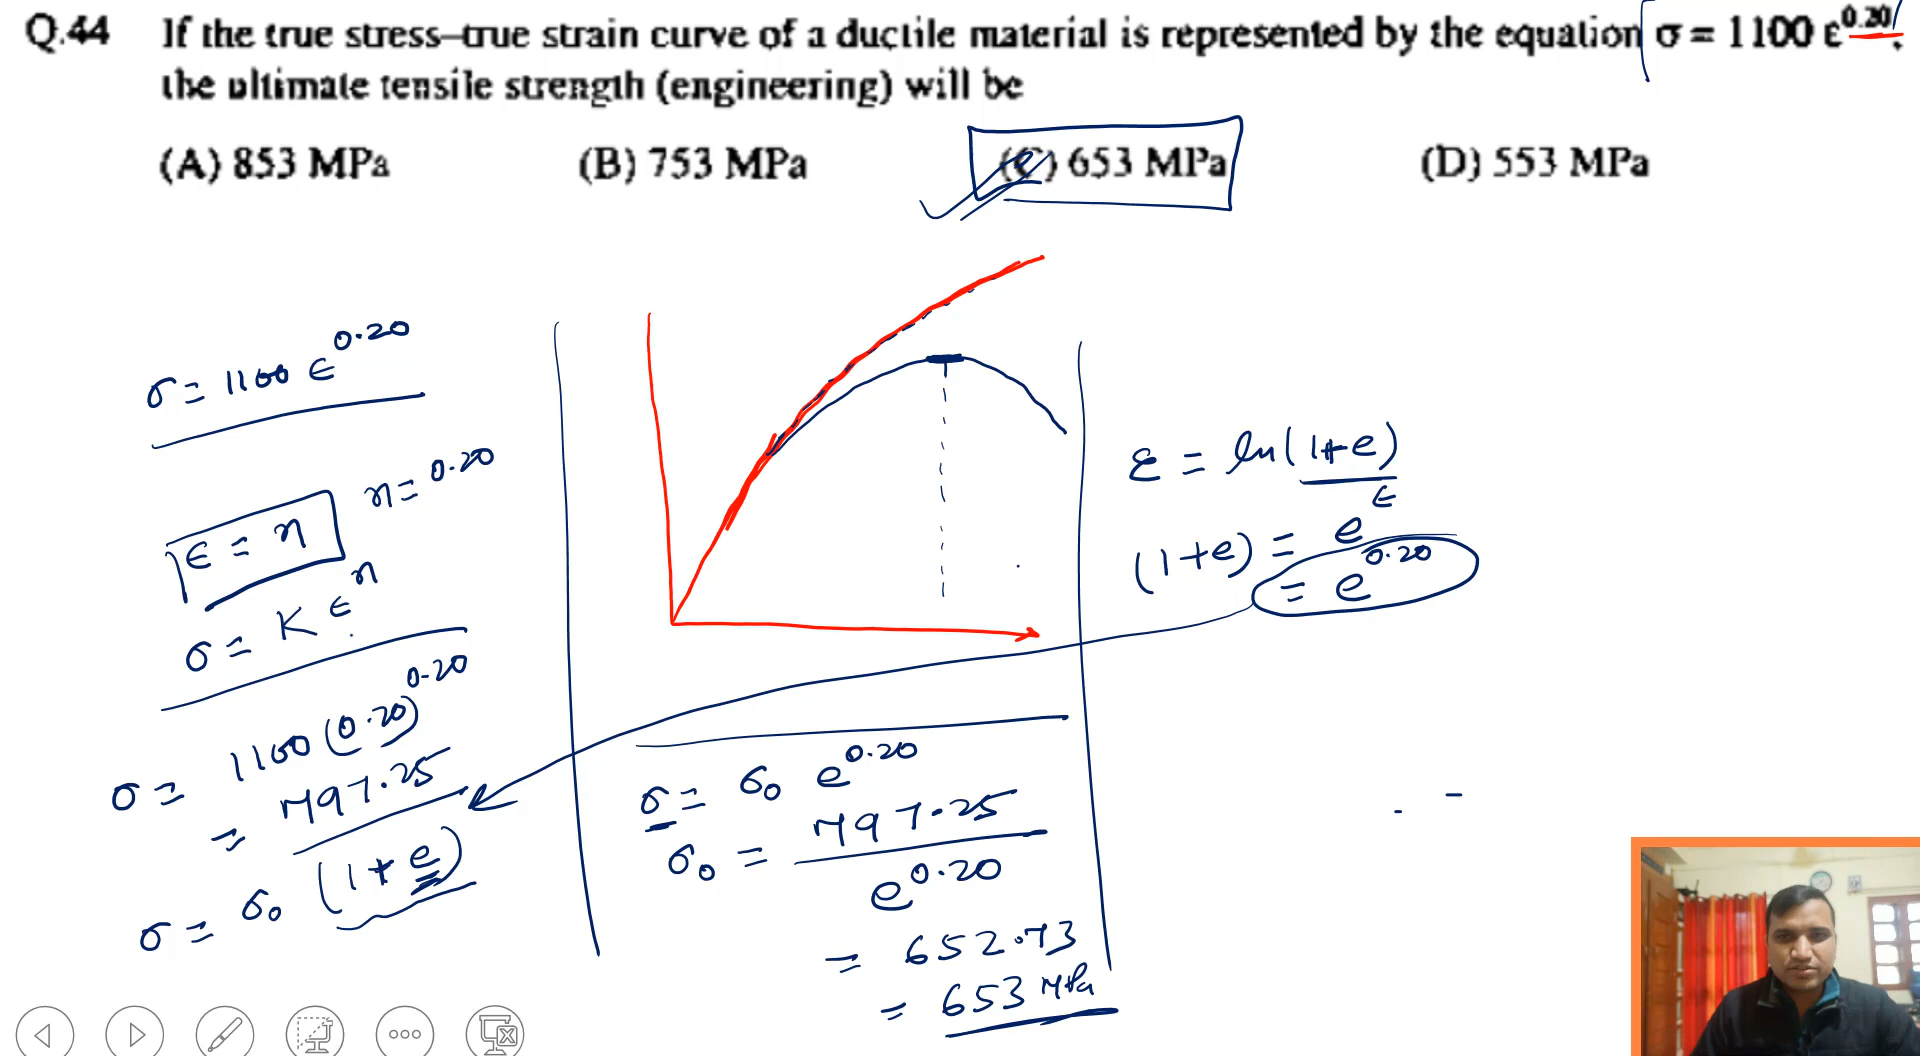 Q.44 If the true stress–true strain curve of a ductile material is represented by the equation σ = 1100 ε^0.20,
the ultimate tensile strength (engineering) will be
(A) 853 MPa (B) 753 MPa (C) 653 MPa (D) 553 MPa
σ = 1100 ε^0.20
n = 0.20
ε = n
σ = K ε^n
σ = 1100 (0.20)^0.20
= 797.25
σ = σ₀ (1+e)
σ = σ₀ e^0.20
σ₀ = 797.25 / e^0.20
= 652.73
= 653 MPa
ε = ln(1+e)
(1+e) = e^ε
= e^0.20